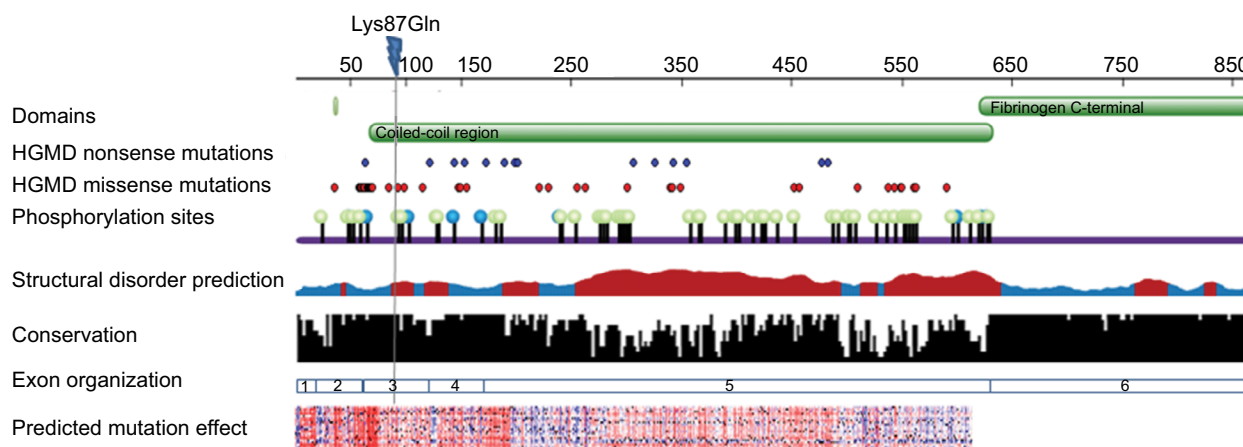 Lys87Gln
50 100 150 250 350 450 550 650 750 850
Domains
Fibrinogen C-terminal
Coiled-coil region
HGMD nonsense mutations
HGMD missense mutations
Phosphorylation sites
Structural disorder prediction
Conservation
Exon organization
1 2 3 4 5 6
Predicted mutation effect